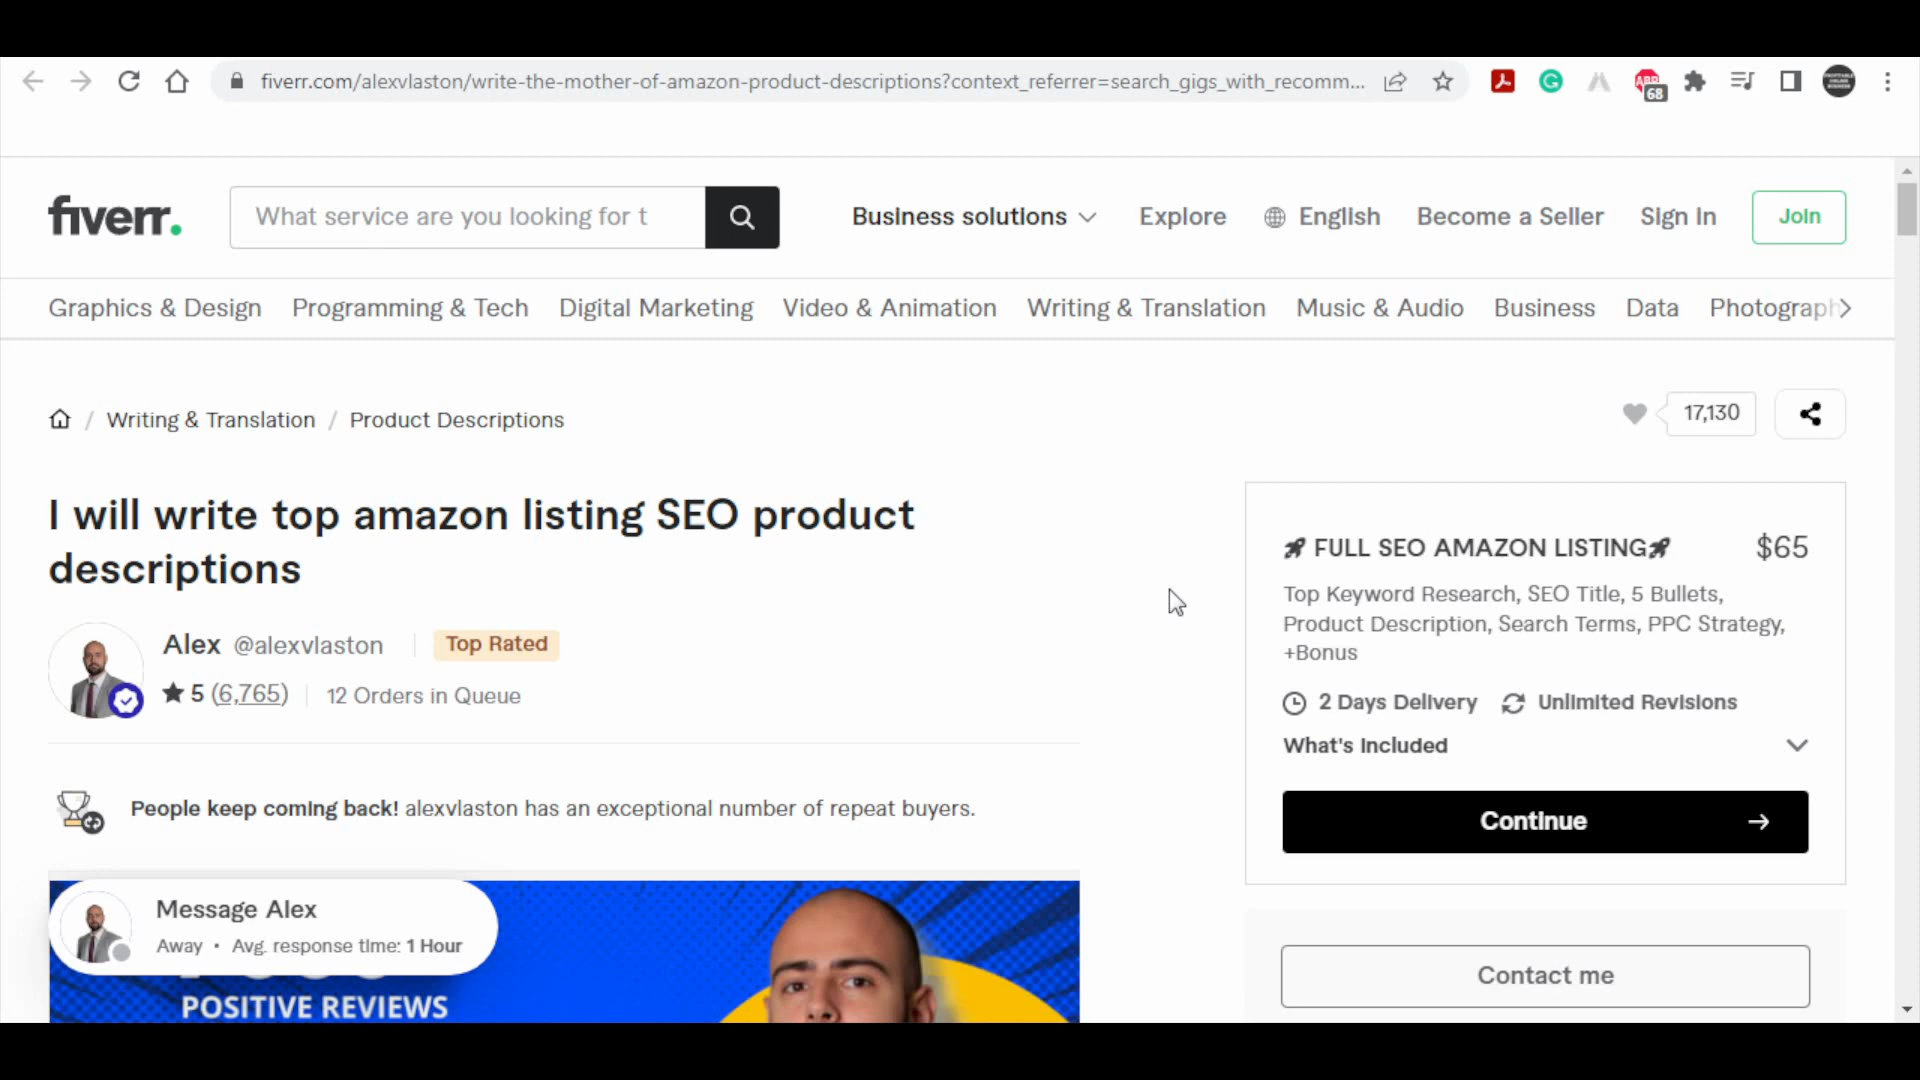 fiverr.com/alexvlaston/write-the-mother-of-amazon-product-descriptions?context_referrer=search_gigs_with_recomm...
ABP
68
fiverr.
What service are you looking for t
Business solutions
Explore
English
Become a Seller
Sign In
Join
Graphics & Design
Programming & Tech
Digital Marketing
Video & Animation
Writing & Translation
Music & Audio
Business
Data
Photograph
/ Writing & Translation / Product Descriptions
17,130
I will write top amazon listing SEO product
descriptions
Alex @alexvlaston
Top Rated
5 (6,765)
12 Orders in Queue
People keep coming back! alexvlaston has an exceptional number of repeat buyers.
Message Alex
Away • Avg. response time: 1 Hour
POSITIVE REVIEWS
FULL SEO AMAZON LISTING
$65
Top Keyword Research, SEO Title, 5 Bullets,
Product Description, Search Terms, PPC Strategy,
+Bonus
2 Days Delivery
Unlimited Revisions
What's Included
Continue
Contact me